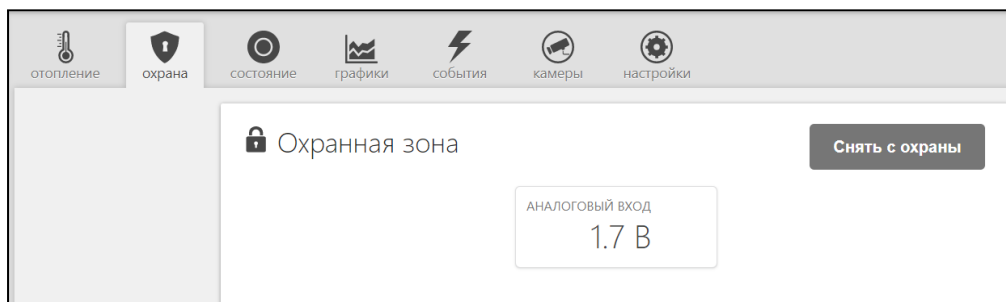 отопление охрана состояние графики события камеры настройки
Охранная зона Снять с охраны
АНАЛОГОВЫЙ ВХОД
1.7 В